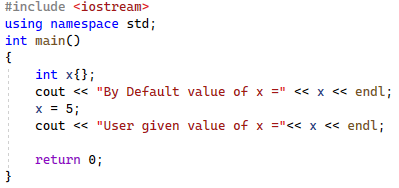 #include <iostream>
using namespace std;
int main()
{
    int x{};
    cout << "By Default value of x =" << x << endl;
    x = 5;
    cout << "User given value of x ="<< x << endl;
    return 0;
}